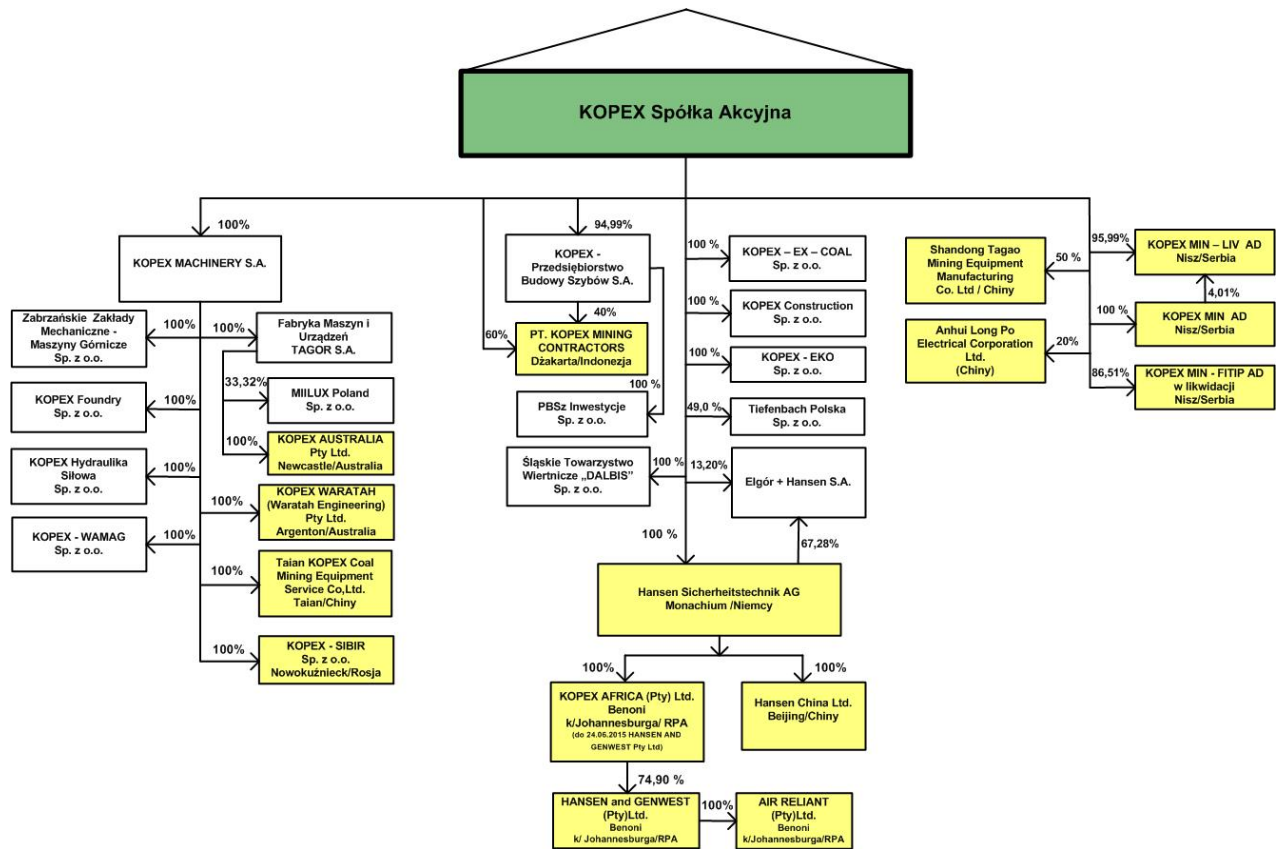 KOPEX Spółka Akcyjna
100%
KOPEX MACHINERY S.A.
Zabrzańskie Zakłady
Mechaniczne -
Maszyny Górnicze
Sp. z o.o.
100%
100%
Fabryka Maszyn i
Urządzeń
TAGOR S.A.
KOPEX Foundry
Sp. z o.o.
100%
33,32%
MIILUX Poland
Sp. z o.o.
100%
KOPEX AUSTRALIA
Pty Ltd.
Newcastle/Australia
KOPEX Hydraulika
Siłowa
Sp. z o.o.
100%
100%
KOPEX WARATAH
(Waratah Engineering)
Pty Ltd.
Argenton/Australia
KOPEX - WAMAG
Sp. z o.o.
100%
100%
Taian KOPEX Coal
Mining Equipment
Service Co,Ltd.
Taian/Chiny
100%
KOPEX - SIBIR
Sp. z o.o.
Nowokuźnieck/Rosja
94,99%
KOPEX -
Przedsiębiorstwo
Budowy Szybów S.A.
40%
60%
PT. KOPEX MINING
CONTRACTORS
Dżakarta/Indonezja
100 %
PBSz Inwestycje
Sp. z o.o.
Śląskie Towarzystwo
Wiertnicze „DALBIS”
Sp. z o.o.
100 %
100 %
KOPEX – EX – COAL
Sp. z o.o.
100 %
KOPEX Construction
Sp. z o.o.
100 %
KOPEX - EKO
Sp. z o.o.
49,0 %
Tiefenbach Polska
Sp. z o.o.
13,20%
Elgór + Hansen S.A.
67,28%
100 %
Hansen Sicherheitstechnik AG
Monachium /Niemcy
100%
100%
KOPEX AFRICA (Pty) Ltd.
Benoni
k/Johannesburga/ RPA
(do 24.06.2015 HANSEN AND
GENWEST Pty Ltd)
Hansen China Ltd.
Beijing/Chiny
74,90 %
HANSEN and GENWEST
(Pty)Ltd.
Benoni
k/ Johannesburga/RPA
100%
AIR RELIANT
(Pty)Ltd.
Benoni
k/Johannesburga/RPA
Shandong Tagao
Mining Equipment
Manufacturing
Co. Ltd / Chiny
50 %
95,99%
KOPEX MIN – LIV AD
Nisz/Serbia
4,01%
100 %
KOPEX MIN AD
Nisz/Serbia
Anhui Long Po
Electrical Corporation
Ltd.
(Chiny)
20%
86,51%
KOPEX MIN - FITIP AD
w likwidacji
Nisz/Serbia